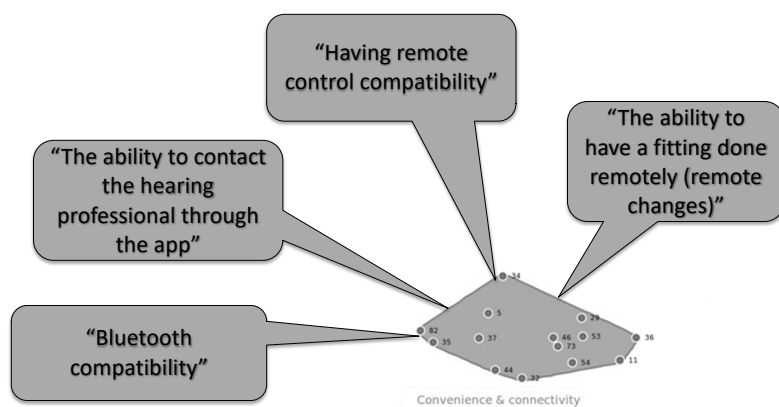 “Having remote
control compatibility”
“The ability to
have a fitting done
remotely (remote
changes)”
“The ability to contact
the hearing
professional through
the app”
“Bluetooth
compatibility”
34
5
29
82
35
37
46
53
36
73
11
54
44
32
Convenience & connectivity